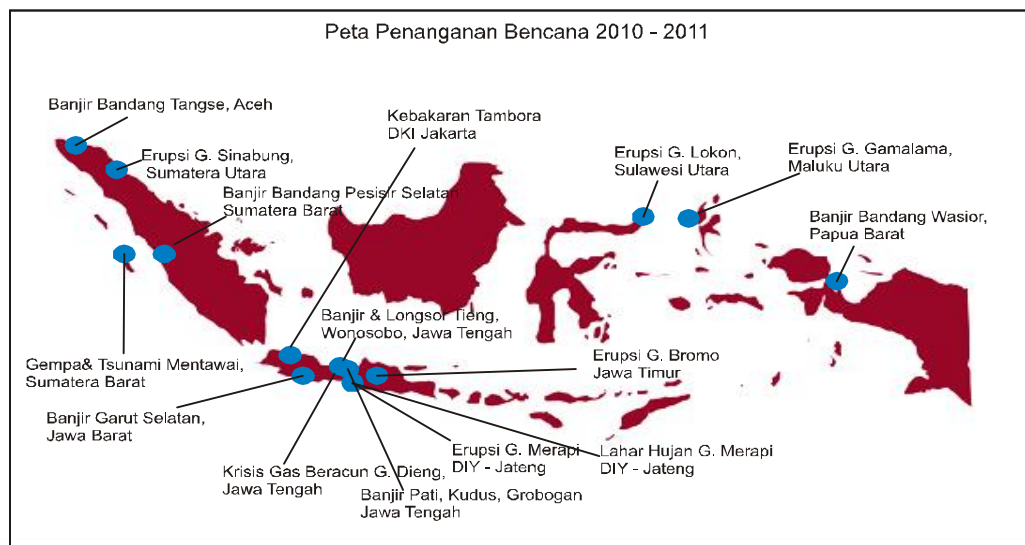 Peta Penanganan Bencana 2010 - 2011
Banjir Bandang Tangse, Aceh
Kebakaran Tambora
DKI Jakarta
Erupsi G. Sinabung,
Sumatera Utara
Erupsi G. Lokon,
Sulawesi Utara
Erupsi G. Gamalama,
Maluku Utara
Banjir Bandang Pesisir Selatan
Sumatera Barat
Banjir Bandang Wasior,
Papua Barat
Banjir & Longsor Tieng,
Wonosobo, Jawa Tengah
Gempa& Tsunami Mentawai,
Sumatera Barat
Erupsi G. Bromo
Jawa Timur
Banjir Garut Selatan,
Jawa Barat
Krisis Gas Beracun G. Dieng,
Jawa Tengah
Erupsi G. Merapi
DIY - Jateng
Lahar Hujan G. Merapi
DIY - Jateng
Banjir Pati, Kudus, Grobogan
Jawa Tengah